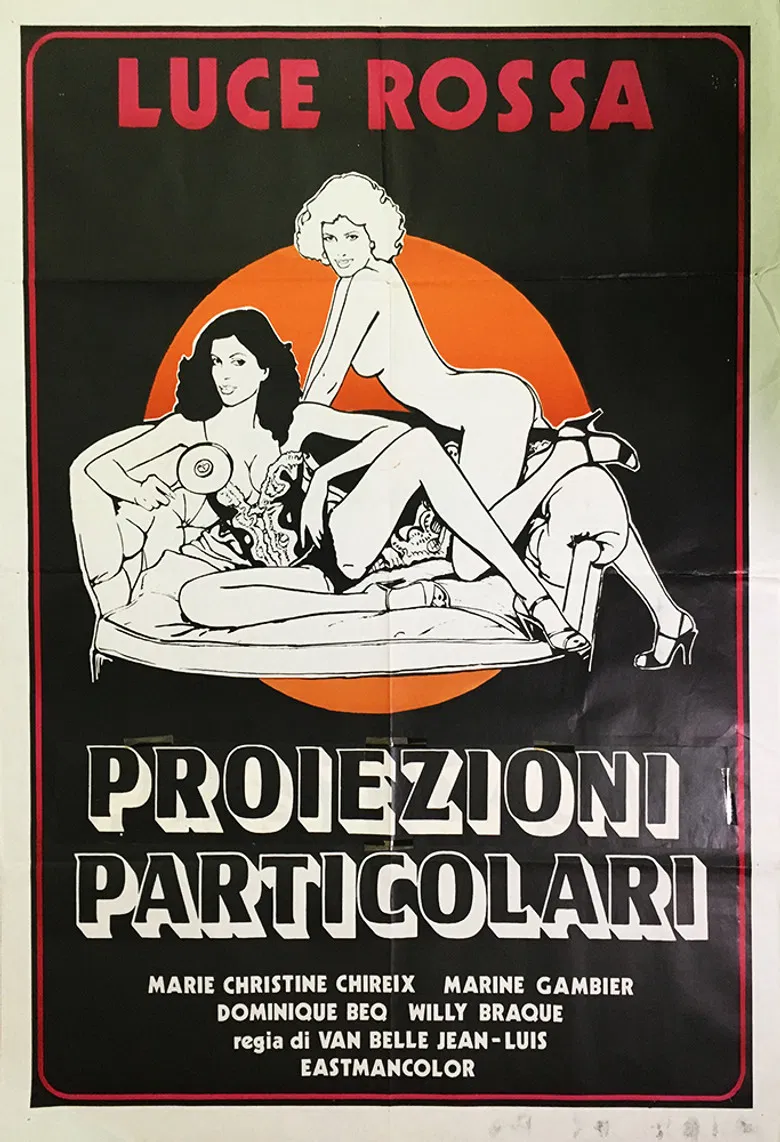 LUCE ROSSA
PROIEZIONI
PARTICOLARI
MARIE CHRISTINE CHIREIX MARINE GAMBIER
DOMINIQUE BEQ WILLY BRAQUE
regia di VAN BELLE JEAN-LUIS
EASTMANCOLOR